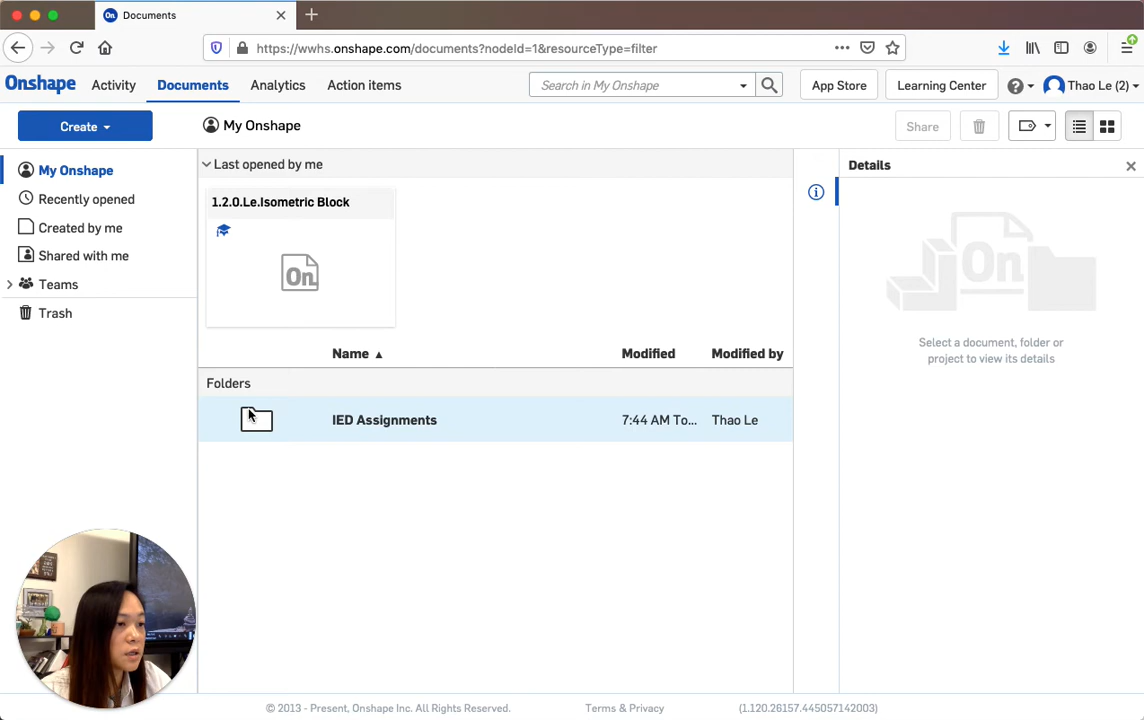 On Documents
https://wwhs.onshape.com/documents?nodeId=1&resourceType=filter
Onshape Activity Documents Analytics Action items Search in My Onshape App Store Learning Center Thao Le (2)
Create My Onshape Share
My Onshape
Recently opened
Created by me
Shared with me
Teams
Trash
Last opened by me
1.2.0.Le.Isometric Block
On
Name Modified Modified by
Folders
IED Assignments 7:44 AM To... Thao Le
Details
On
Select a document, folder or
project to view its details
© 2013 - Present, Onshape Inc. All Rights Reserved. Terms & Privacy (1.120.26157.445057142003)